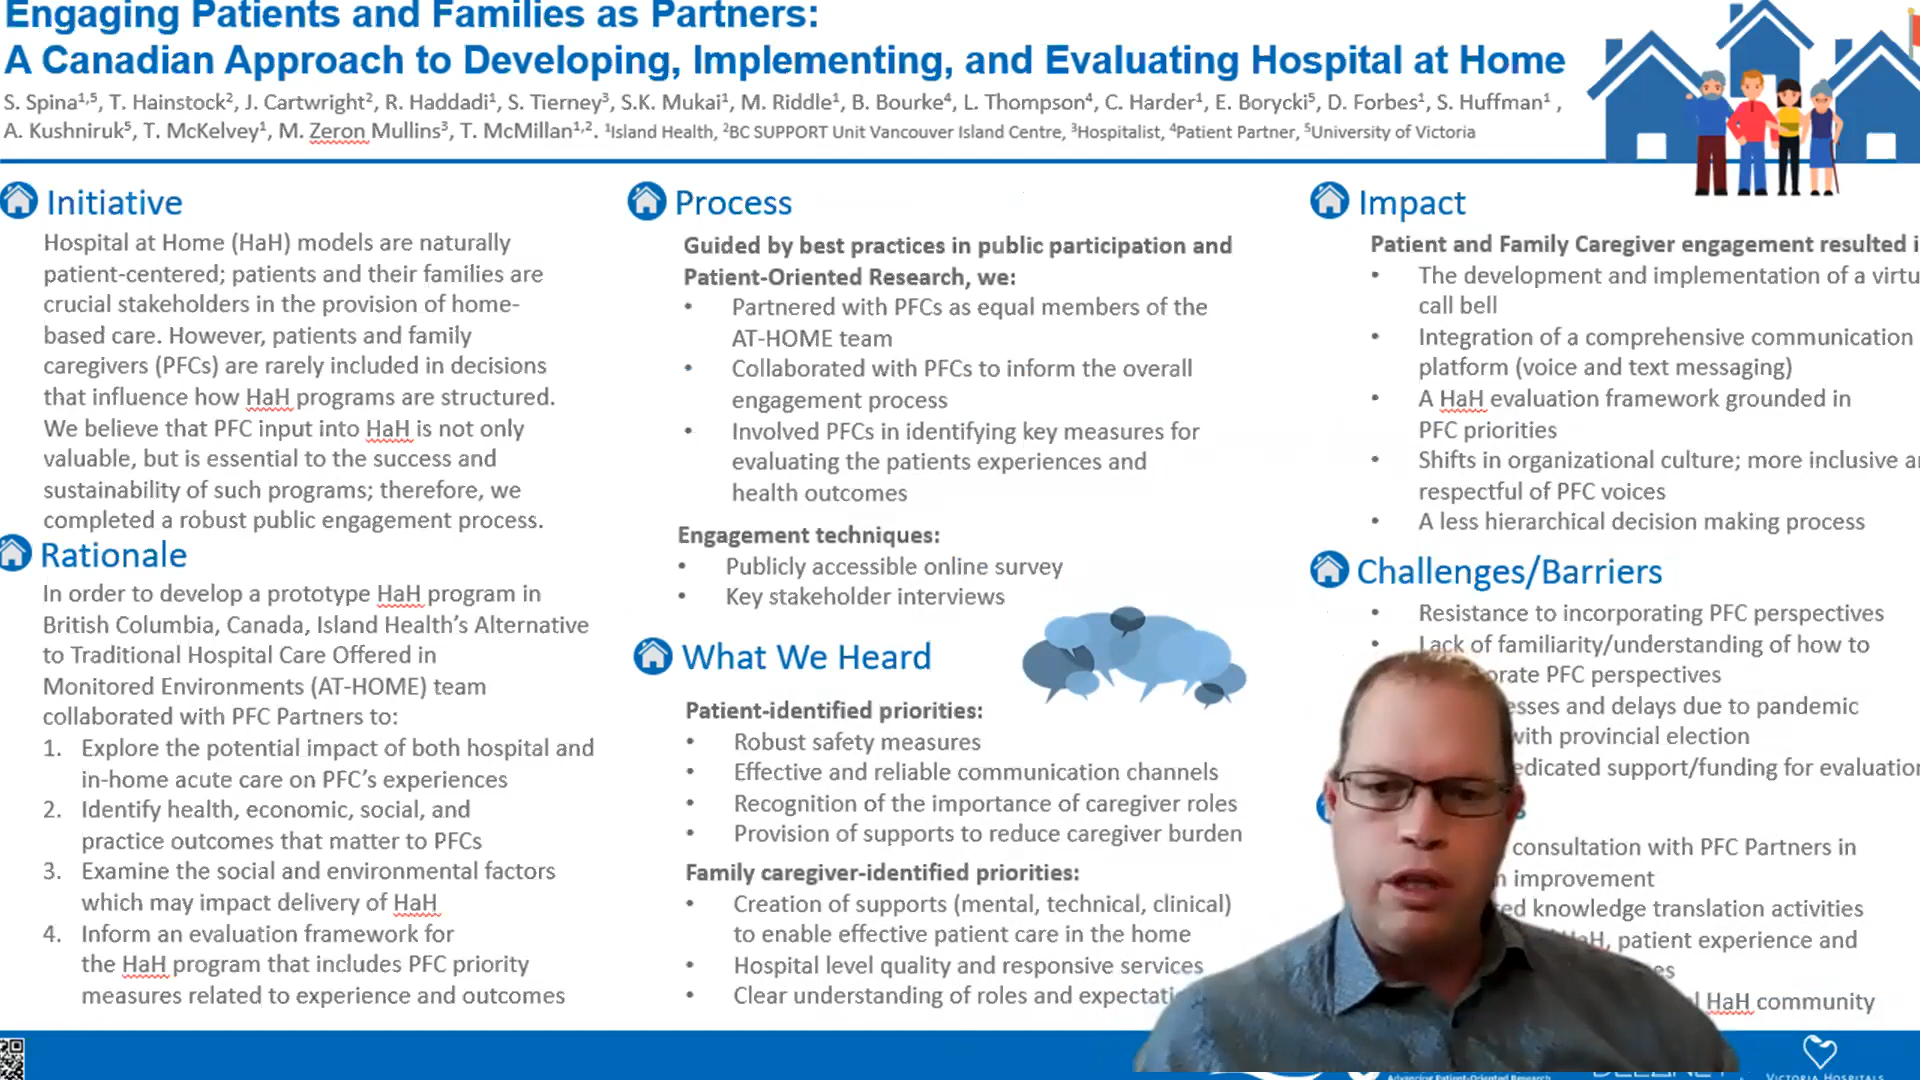 Engaging Patients and Families as Partners:
A Canadian Approach to Developing, Implementing, and Evaluating Hospital at Home
S. Spina1,5, T. Hainstock2, J. Cartwright2, R. Haddadi1, S. Tierney3, S.K. Mukai1, M. Riddle1, B. Bourke4, L. Thompson4, C. Harder1, E. Borycki5, D. Forbes1, S. Huffman1 ,
A. Kushniruk5, T. McKelvey1, M. Zeron Mullins3, T. McMillan1,2. 1Island Health, 2BC SUPPORT Unit Vancouver Island Centre, 3Hospitalist, 4Patient Partner, 5University of Victoria
Initiative
Hospital at Home (HaH) models are naturally
patient-centered; patients and their families are
crucial stakeholders in the provision of home-
based care. However, patients and family
caregivers (PFCs) are rarely included in decisions
that influence how HaH programs are structured.
We believe that PFC input into HaH is not only
valuable, but is essential to the success and
sustainability of such programs; therefore, we
completed a robust public engagement process.
Rationale
In order to develop a prototype HaH program in
British Columbia, Canada, Island Health's Alternative
to Traditional Hospital Care Offered in
Monitored Environments (AT-HOME) team
collaborated with PFC Partners to:
1. Explore the potential impact of both hospital and
in-home acute care on PFC's experiences
2. Identify health, economic, social, and
practice outcomes that matter to PFCs
3. Examine the social and environmental factors
which may impact delivery of HaH
4. Inform an evaluation framework for
the HaH program that includes PFC priority
measures related to experience and outcomes
Process
Guided by best practices in public participation and
Patient-Oriented Research, we:
• Partnered with PFCs as equal members of the
AT-HOME team
• Collaborated with PFCs to inform the overall
engagement process
• Involved PFCs in identifying key measures for
evaluating the patients experiences and
health outcomes
Engagement techniques:
• Publicly accessible online survey
• Key stakeholder interviews
What We Heard
Patient-identified priorities:
• Robust safety measures
• Effective and reliable communication channels
• Recognition of the importance of caregiver roles
• Provision of supports to reduce caregiver burden
Family caregiver-identified priorities:
• Creation of supports (mental, technical, clinical)
to enable effective patient care in the home
• Hospital level quality and responsive services
• Clear understanding of roles and
Impact
Patient and Family Caregiver engagement resulted
• The development and implementation of a
call bell
• Integration of a comprehensive communication
platform (voice and text messaging)
• A HaH evaluation framework grounded in
PFC priorities
• Shifts in organizational culture; more inclusive
respectful of PFC voices
• A less hierarchical decision making process
Challenges/Barriers
• Resistance to incorporating PFC perspectives
• Lack of familiarity/understanding of how to
PFC perspectives
and delays due to pandemic
with provincial election
support/funding for
consultation with PFC Partners in
improvement
knowledge translation activities
HaH, patient experience and
HaH community
Advancing Patient-Oriented Research
VICTORIA HOSPITALS